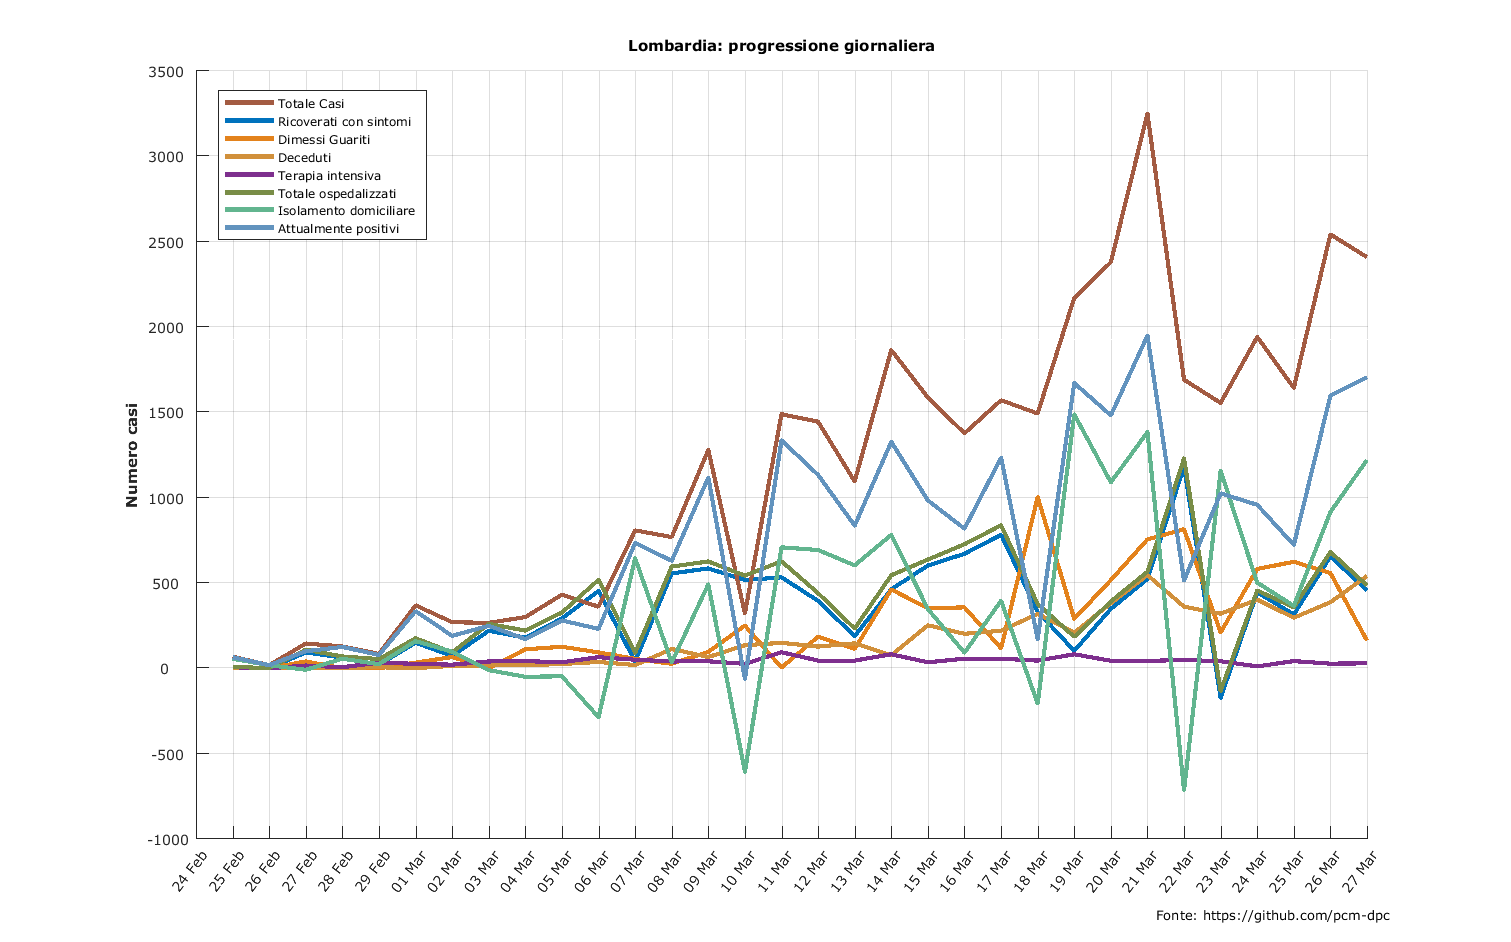 Lombardia: progressione giornaliera
3500
3000
2500
2000
1500
1000
500
0
-500
-1000
Numero casi
Totale Casi
Ricoverati con sintomi
Dimessi Guariti
Deceduti
Terapia intensiva
Totale ospedalizzati
Isolamento domiciliare
Attualmente positivi
24 Feb
25 Feb
26 Feb
27 Feb
28 Feb
29 Feb
01 Mar
02 Mar
03 Mar
04 Mar
05 Mar
06 Mar
07 Mar
08 Mar
09 Mar
10 Mar
11 Mar
12 Mar
13 Mar
14 Mar
15 Mar
16 Mar
17 Mar
18 Mar
19 Mar
20 Mar
21 Mar
22 Mar
23 Mar
24 Mar
25 Mar
26 Mar
27 Mar
Fonte: https://github.com/pcm-dpc